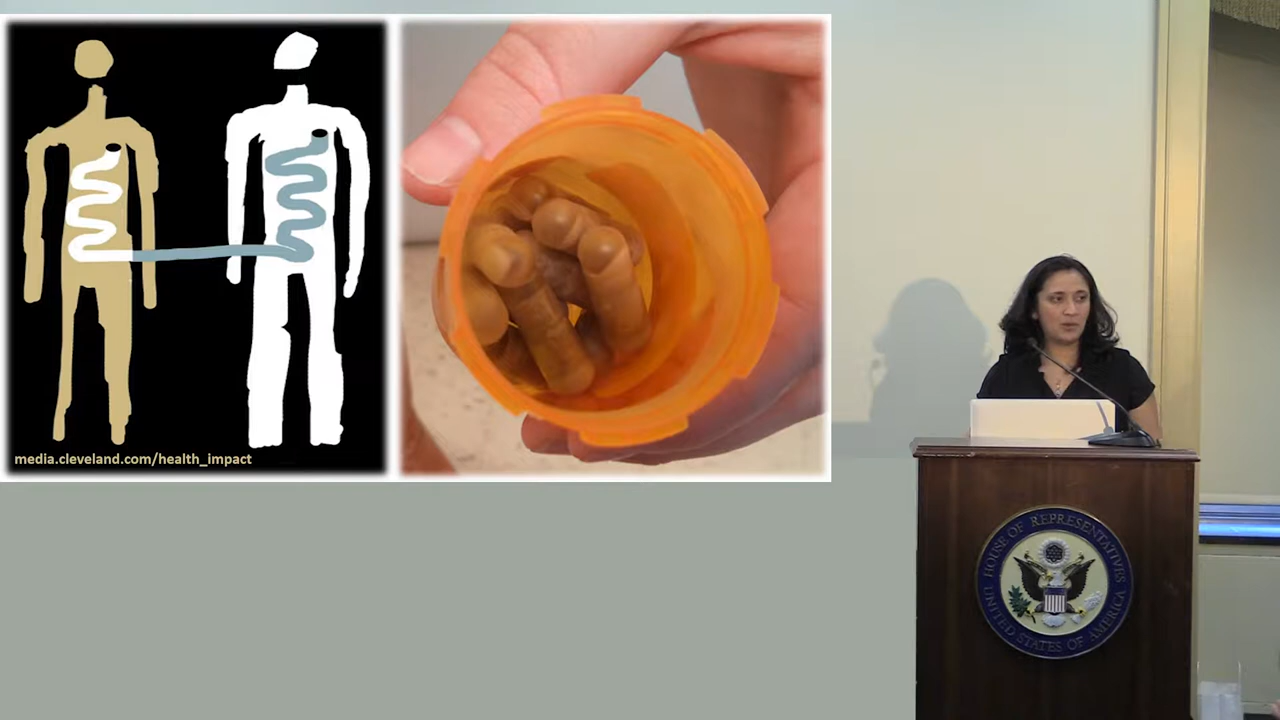 media.cleveland.com/health_impact
HOUSE OF REPRESENTATIVES
UNITED STATES OF AMERICA